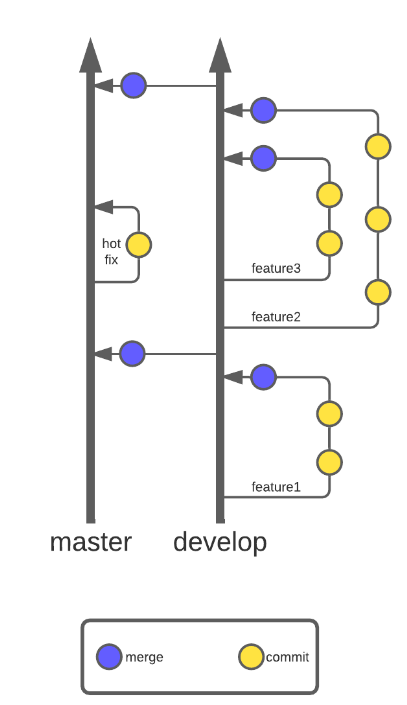 hot
fix
feature3
feature2
feature1
master
develop
merge
commit